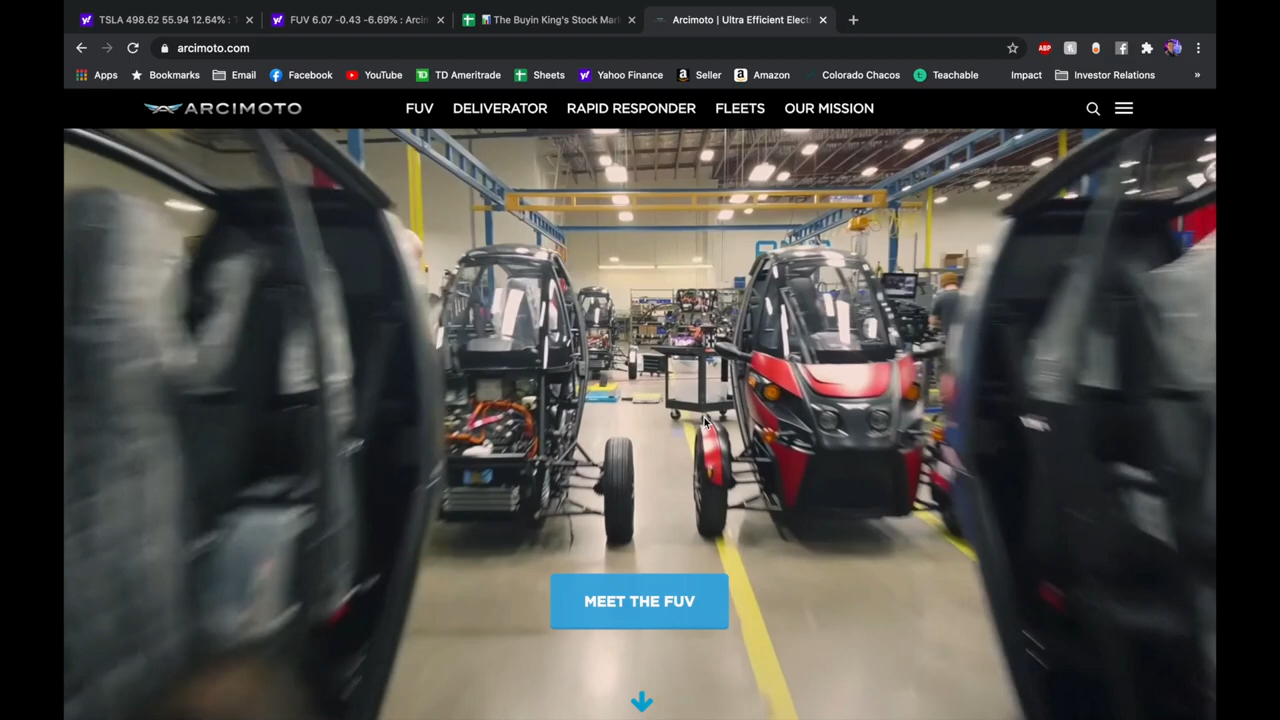 TSLA 498.62 55.94 12.64% : T
FUV 6.07 -0.43 -6.69% : Arcim
The Buyin King's Stock Mar
Arcimoto | Ultra Efficient Elect
arcimoto.com
ABP
Apps Bookmarks Email Facebook YouTube TD Ameritrade Sheets Yahoo Finance Seller Amazon Colorado Chacos Teachable Impact Investor Relations »
ARCIMOTO FUV DELIVERATOR RAPID RESPONDER FLEETS OUR MISSION
MEET THE FUV